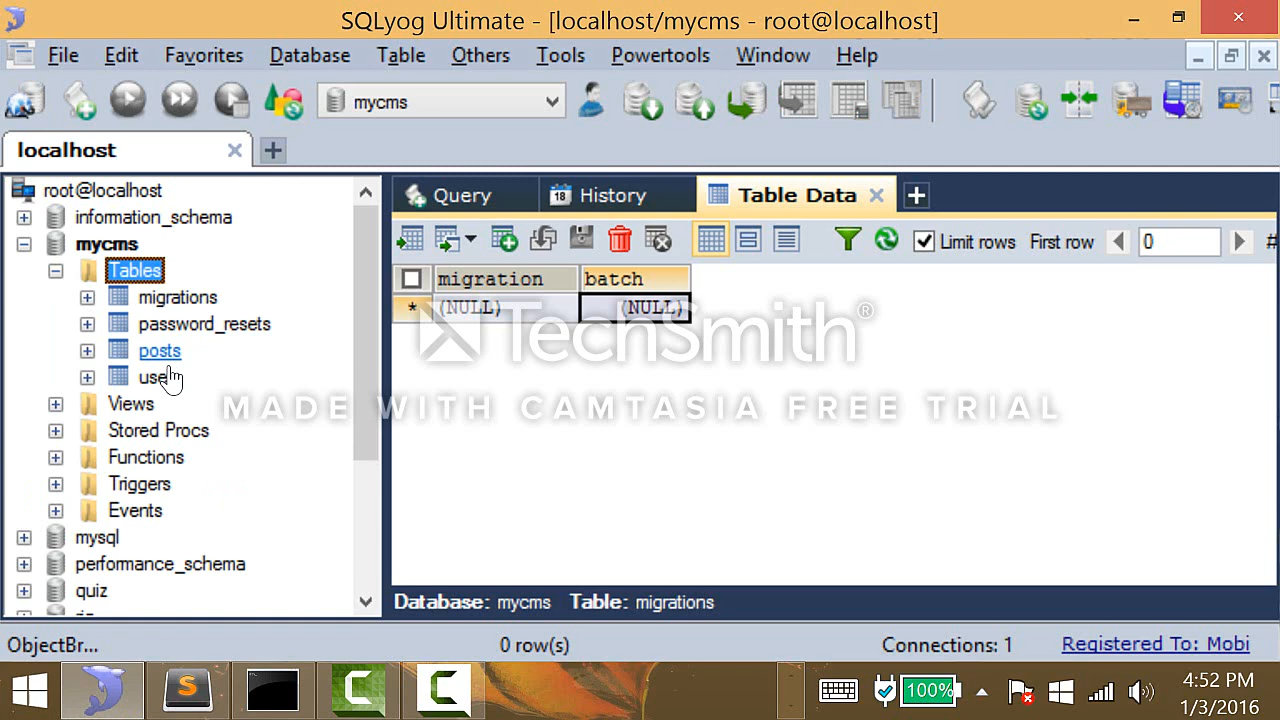 SQLyog Ultimate - [localhost/mycms - root@localhost]
File Edit Favorites Database Table Others Tools Powertools Window Help
mycms
localhost
root@localhost
information_schema
mycms
Tables
migrations
password_resets
posts
Views
Stored Procs
Functions
Triggers
Events
mysql
performance_schema
quiz
Query History 18 Table Data
Limit rows First row 0 #
migration batch
* (NULL) (NULL)
TechSmith®
MADE WITH CAMTASIA FREE TRIAL
Database: mycms Table: migrations
ObjectBr... 0 row(s) Connections: 1 Registered To: Mobi
S C C 100% 4:52 PM
1/3/2016